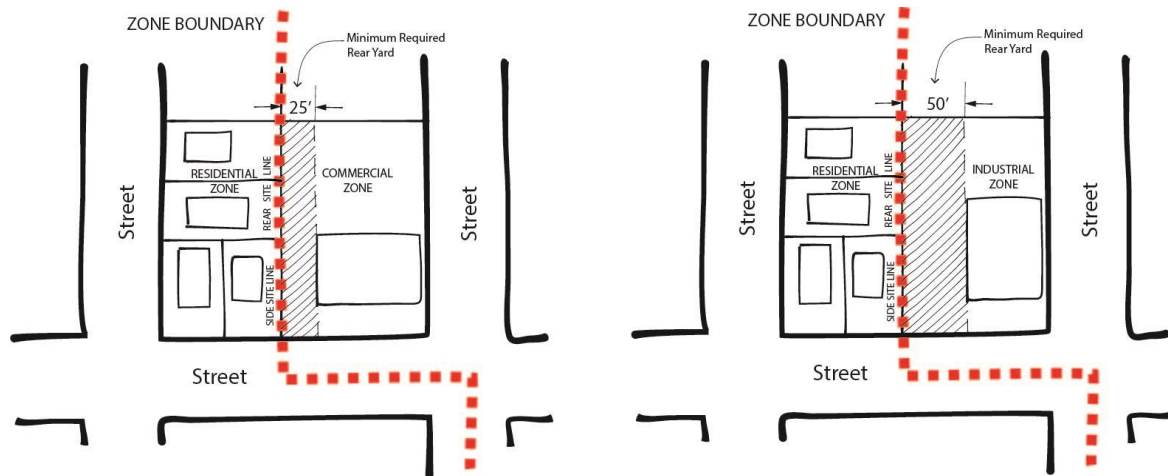 ZONE BOUNDARY
Minimum Required
Rear Yard
25'
RESIDENTIAL
ZONE
COMMERCIAL
ZONE
REAR SITE LINE
SIDE SITE LINE
Street
Street
Street
ZONE BOUNDARY
Minimum Required
Rear Yard
50'
RESIDENTIAL
ZONE
INDUSTRIAL
ZONE
REAR SITE LINE
SIDE SITE LINE
Street
Street
Street